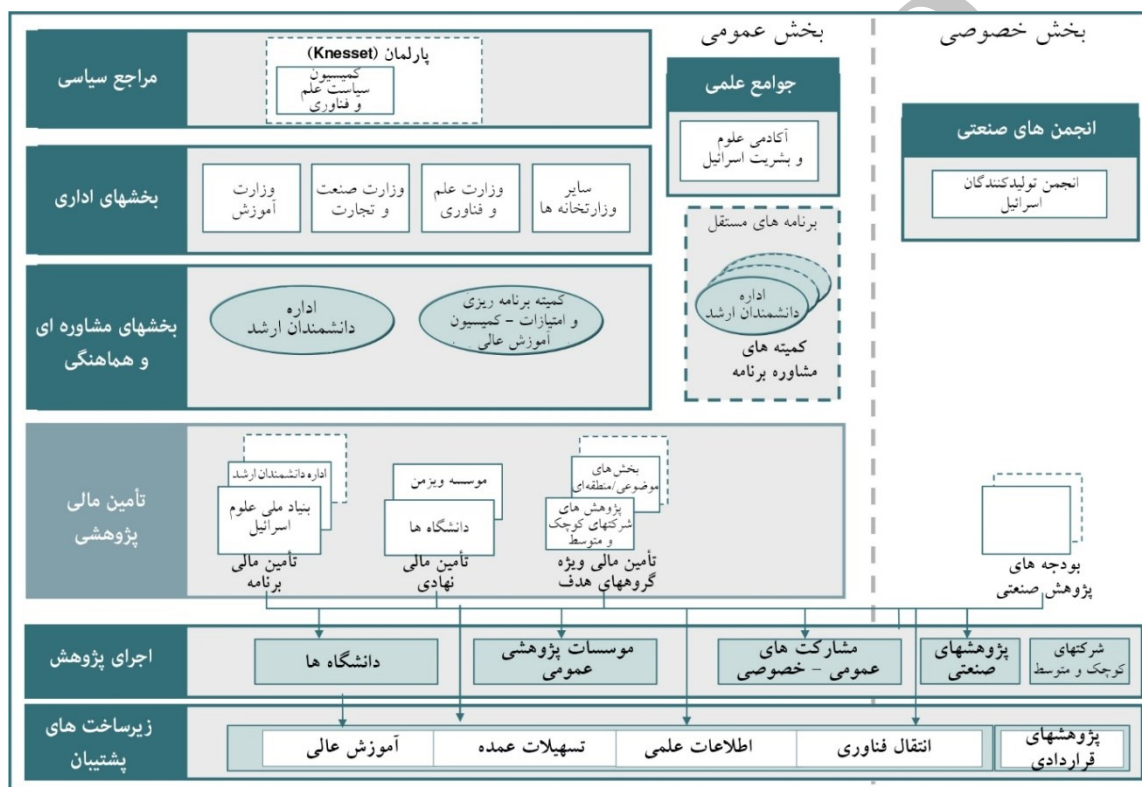 بخش خصوصی
بخش عمومی
مراجع سیاسی
پارلمان (Knesset)
کمیسیون
سیاست علم
و فناوری
جوامع علمی
آکادمی علوم
و بشریت اسرائیل
انجمن های صنعتی
انجمن تولیدکنندگان
اسرائیل
بخشهای اداری
وزارت
آموزش
وزارت صنعت
و تجارت
وزارت علم
و فناوری
سایر
وزارتخانه ها
برنامه های مستقل
اداره
دانشمندان ارشد
کمیته های
مشاوره برنامه
بخشهای مشاوره ای
و هماهنگی
اداره
دانشمندان ارشد
کمیته برنامه ریزی
و امتیازات - کمیسیون
آموزش عالی
تأمین مالی
پژوهشی
اداره دانشمندان ارشد
بنیاد ملی علوم
اسرائیل
تأمین مالی
برنامه
موسسه ویزمن
دانشگاه ها
تأمین مالی
نهادی
بخش های
موضوعی/منطقه‌ای
پژوهش های
شرکتهای کوچک
و متوسط
تأمین مالی ویژه
گروههای هدف
بودجه های
پژوهش صنعتی
اجرای پژوهش
دانشگاه ها
موسسات پژوهشی
عمومی
مشارکت های
عمومی - خصوصی
پژوهشهای
صنعتی
شرکتهای
کوچک و متوسط
زیرساخت های
پشتیبان
آموزش عالی
تسهیلات عمده
اطلاعات علمی
انتقال فناوری
پژوهشهای
قراردادی